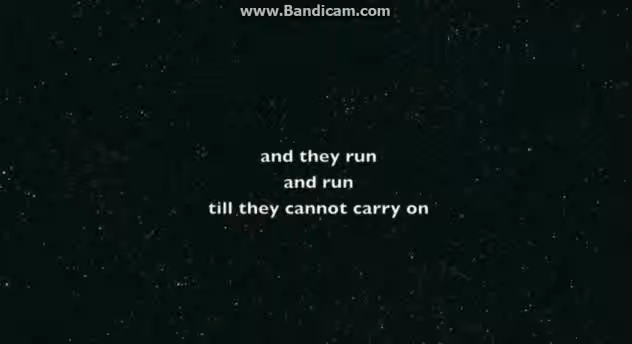 www.Bandicam.com
and they run
and run
till they cannot carry on